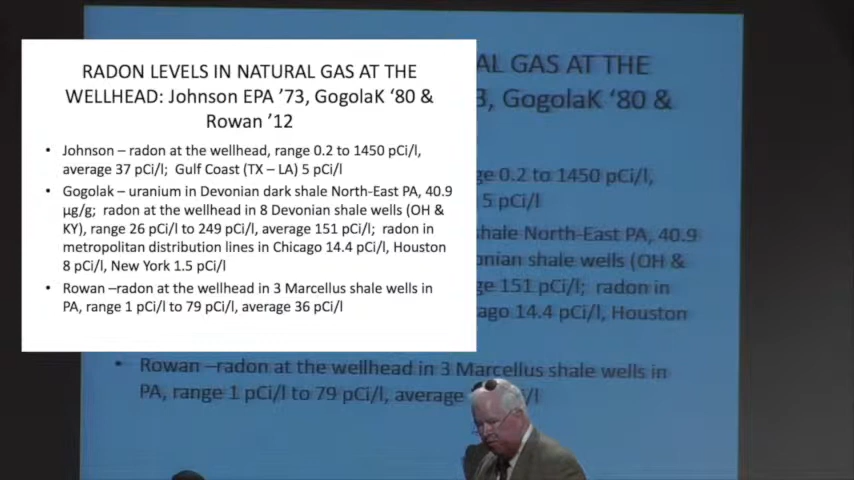 RADON LEVELS IN NATURAL GAS AT THE
WELLHEAD: Johnson EPA '73, GogolaK '80 &
Rowan '12
• Johnson – radon at the wellhead, range 0.2 to 1450 pCi/l,
average 37 pCi/l; Gulf Coast (TX – LA) 5 pCi/l
• Gogolak – uranium in Devonian dark shale North-East PA, 40.9
µg/g; radon at the wellhead in 8 Devonian shale wells (OH &
KY), range 26 pCi/l to 249 pCi/l, average 151 pCi/l; radon in
metropolitan distribution lines in Chicago 14.4 pCi/l, Houston
8 pCi/l, New York 1.5 pCi/l
• Rowan –radon at the wellhead in 3 Marcellus shale wells in
PA, range 1 pCi/l to 79 pCi/l, average 36 pCi/l
AL GAS AT THE
3, GogolaK '80 &
ge 0.2 to 1450 pCi/l,
5 pCi/l
hale North-East PA, 40.9
onian shale wells (OH &
ge 151 pCi/l; radon in
ago 14.4 pCi/l, Houston
• Rowan –radon at the wellhead in 3 Marcellus shale wells in
PA, range 1 pCi/l to 79 pCi/l, average /l